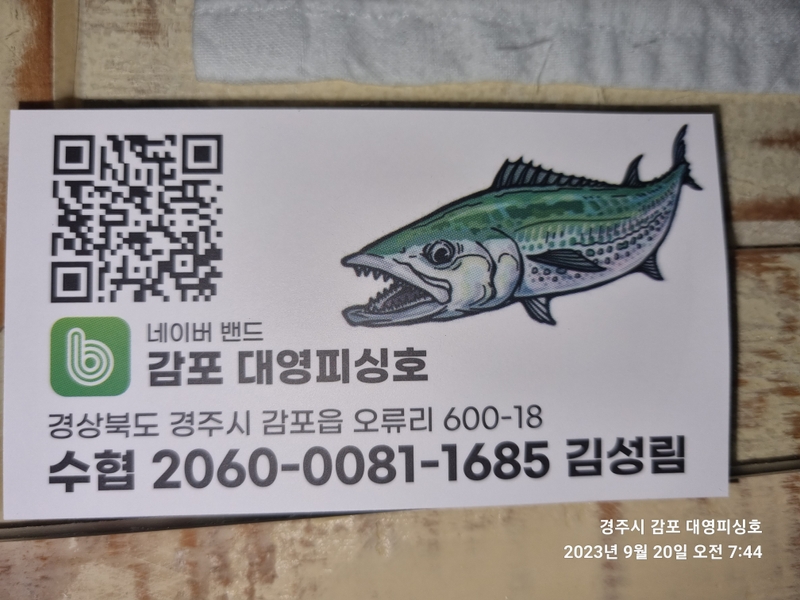 네이버 밴드
감포 대영피싱호
경상북도 경주시 감포읍 오류리 600-18
수협 2060-0081-1685 김성림
경주시 감포 대영피싱호
2023년 9월 20일 오전 7:44